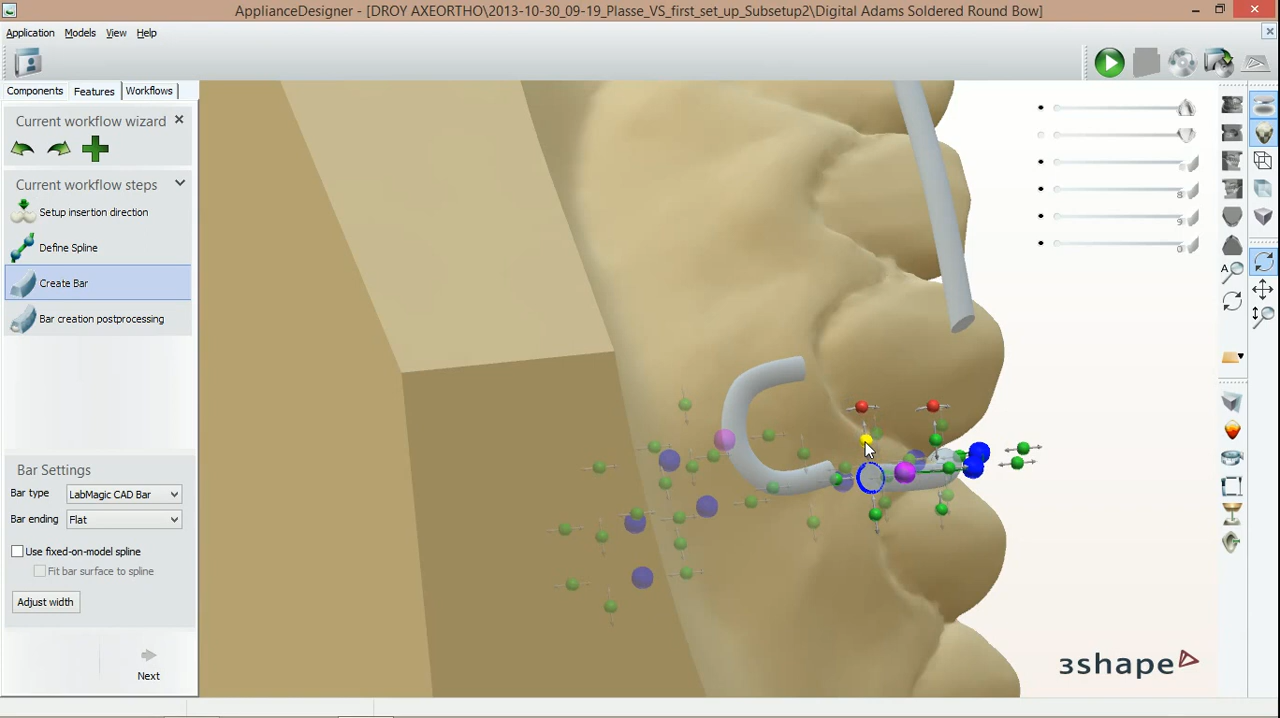 ApplianceDesigner - [DROY AXEORTHO\2013-10-30_09-19_Plasse_VS_first_set_up_Subsetup2\Digital Adams Soldered Round Bow]
Application Models View Help
Components Features Workflows
Current workflow wizard
Current workflow steps
Setup insertion direction
Define Spline
Create Bar
Bar creation postprocessing
Bar Settings
Bar type LabMagic CAD Bar
Bar ending Flat
Use fixed-on-model spline
Fit bar surface to spline
Adjust width
Next
8
9
0
A
3shape